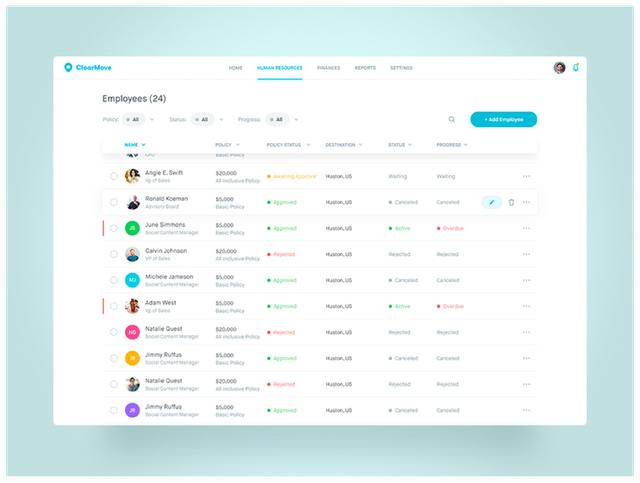 ClearMove
HOME HUMAN RESOURCES FINANCES REPORTS SETTINGS
Employees (24)
Policy: All Status: All Progress: All + Add Employee
NAME POLICY POLICY STATUS DESTINATION STATUS PROGRESS
Basic Policy
Angie E. Swift $20,000 Awaiting Approval Huston, US Waiting Waiting
Vp of Sales All Inclusive Policy
Ronald Koeman $5,000 Approved Huston, US Canceled Canceled
Advisory Board Basic Policy
JS June Simmons $5,000 Approved Huston, US Active Overdue
Social Content Manager Basic Policy
Calvin Johnson $20,000 Rejected Huston, US Rejected Rejected
VP of Sales All Inclusive Policy
MJ Michele Jameson $5,000 Approved Huston, US Canceled Canceled
Social Content Manager Basic Policy
Adam West $5,000 Approved Huston, US Active Overdue
Vp of Sales Basic Policy
NG Natalie Quest $20,000 Rejected Huston, US Rejected Rejected
Social Content Manager All Inclusive Policy
JR Jimmy Ruffus $5,000 Approved Huston, US Canceled Canceled
Social Content Manager Basic Policy
Natalie Quest $20,000 Rejected Huston, US Rejected Rejected
Social Content Manager All Inclusive Policy
JR Jimmy Ruffus $5,000 Approved Huston, US Canceled Canceled
Social Content Manager Basic Policy